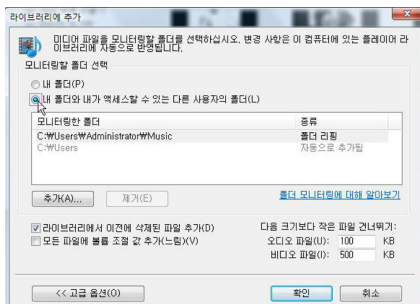 라이브러리에 추가
미디어 파일을 모니터링할 폴더를 선택하십시오. 변경 사항은 이 컴퓨터에 있는 플레이어 라
이브러리에 자동으로 반영됩니다.
모니터링할 폴더 선택
내 폴더(P)
내 폴더와 내가 액세스할 수 있는 다른 사용자의 폴더(L)
모니터링한 폴더 종류
C:₩Users₩Administrator₩Music 폴더 리핑
C:₩Users 자동으로 추가됨
추가(A)... 제거(E) 폴더 모니터링에 대해 알아보기
라이브러리에서 이전에 삭제된 파일 추가(D) 다음 크기보다 작은 파일 건너뛰기:
모든 파일에 볼륨 조절 값 추가(느림)(V) 오디오 파일(U): 100 KB
비디오 파일(I): 500 KB
<< 고급 옵션(O) 확인 취소